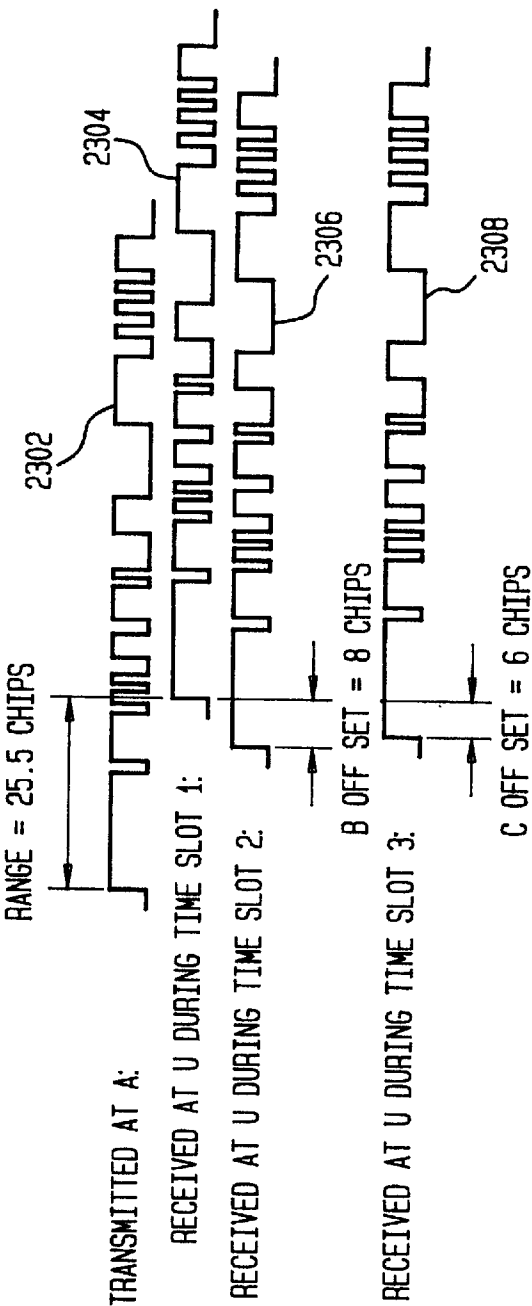 RANGE = 25.5 CHIPS
TRANSMITTED AT A:
2302
RECEIVED AT U DURING TIME SLOT 1:
2304
RECEIVED AT U DURING TIME SLOT 2:
2306
B OFF SET = 8 CHIPS
RECEIVED AT U DURING TIME SLOT 3:
2308
C OFF SET = 6 CHIPS